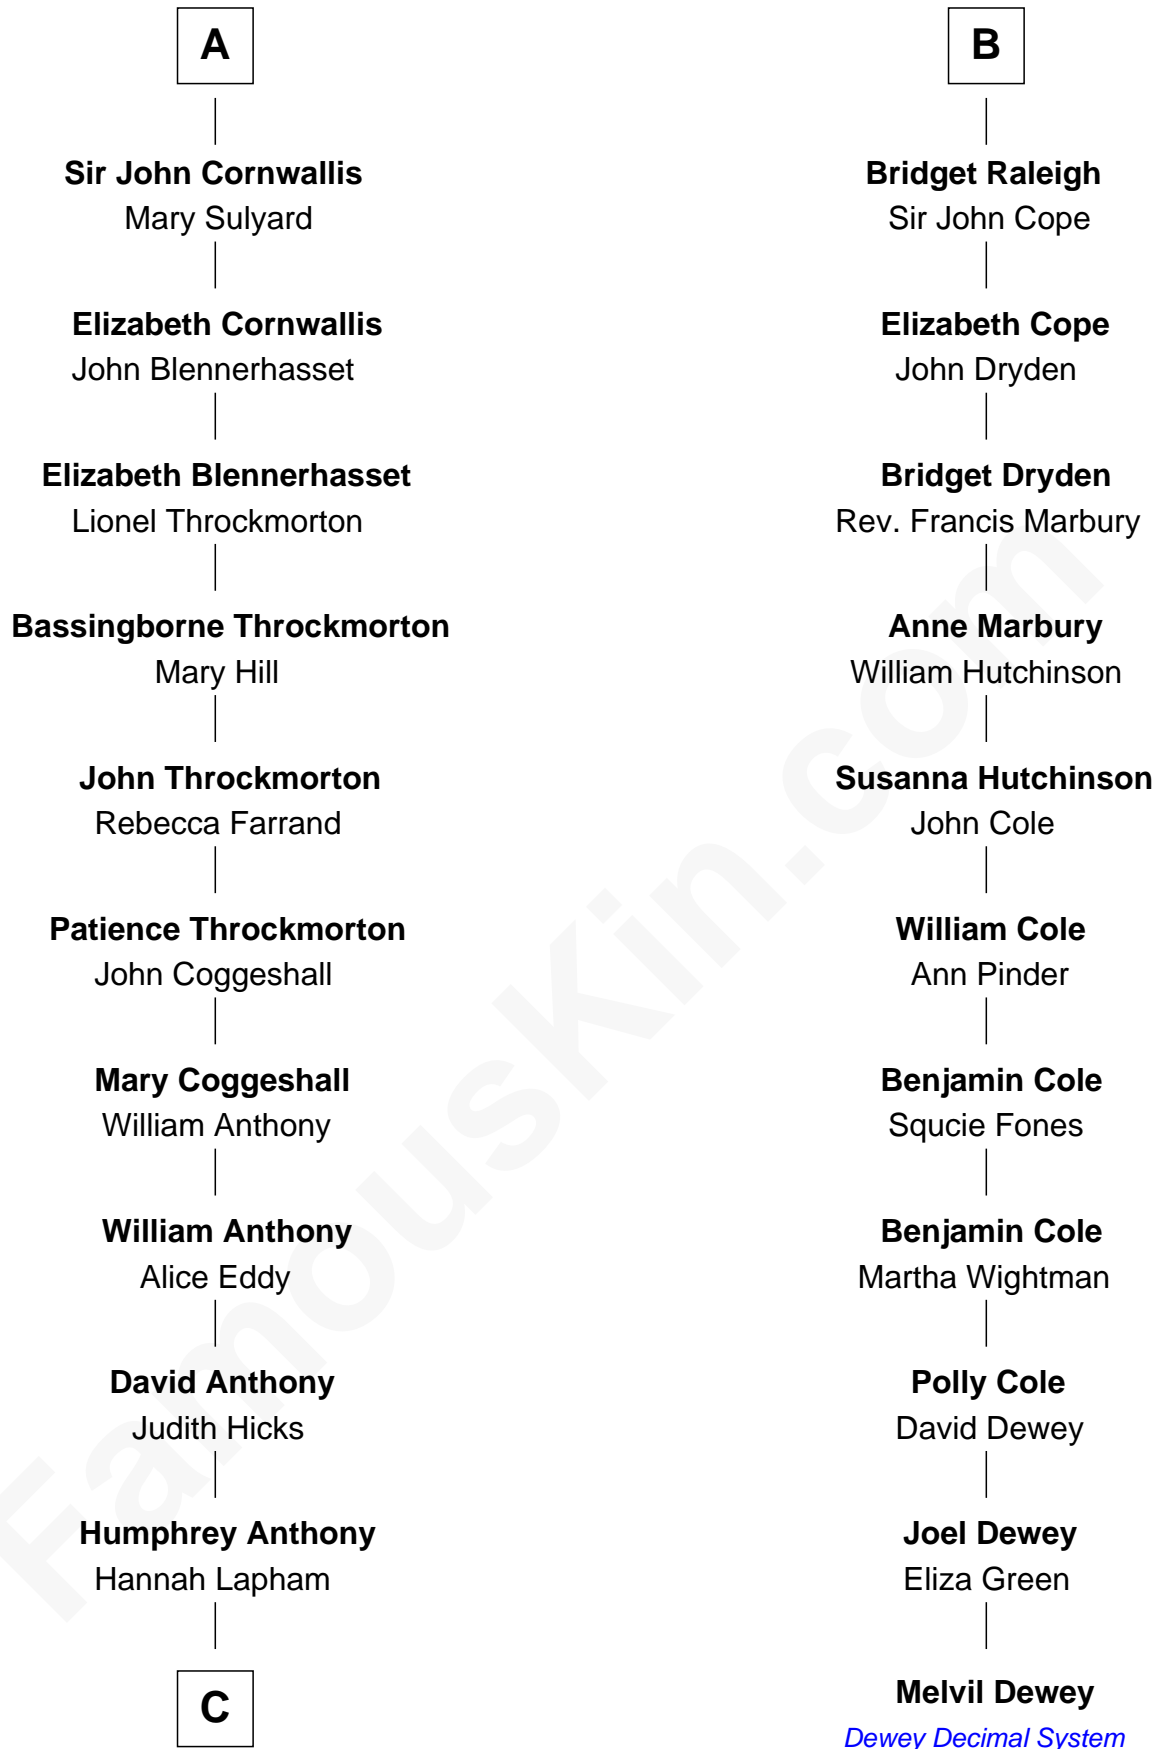 A
Sir John Cornwallis
Mary Sulyard
Elizabeth Cornwallis
John Blennerhasset
Elizabeth Blennerhasset
Lionel Throckmorton
Bassingborne Throckmorton
Mary Hill
John Throckmorton
Rebecca Farrand
Patience Throckmorton
John Coggeshall
Mary Coggeshall
William Anthony
William Anthony
Alice Eddy
David Anthony
Judith Hicks
Humphrey Anthony
Hannah Lapham
C
B
Bridget Raleigh
Sir John Cope
Elizabeth Cope
John Dryden
Bridget Dryden
Rev. Francis Marbury
Anne Marbury
William Hutchinson
Susanna Hutchinson
John Cole
William Cole
Ann Pinder
Benjamin Cole
Squcie Fones
Benjamin Cole
Martha Wightman
Polly Cole
David Dewey
Joel Dewey
Eliza Green
Melvil Dewey
Dewey Decimal System
FamousKin.com